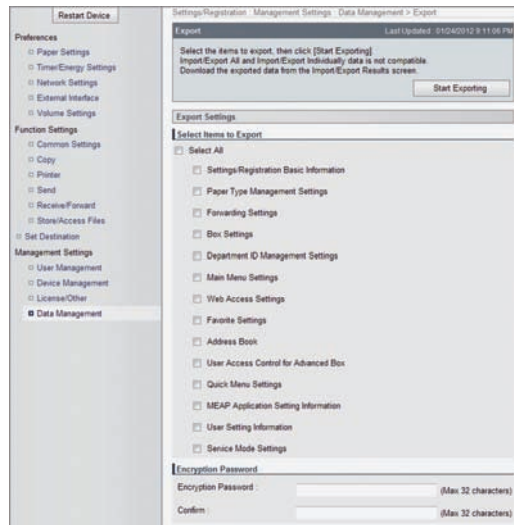 Restart Device
Preferences
Paper Settings
Timer/Energy Settings
Network Settings
External Interface
Volume Settings
Function Settings
Common Settings
Copy
Printer
Send
Receive/Forward
Store/Access Files
Set Destination
Management Settings
User Management
Device Management
License/Other
Data Management
Settings/Registration : Management Settings : Data Management > Export
Export
Last Updated : 01/24/2012 9:11:06 PM
Select the items to export, then click [Start Exporting].
Import/Export All and Import/Export Individually data is not compatible.
Download the exported data from the Import/Export Results screen.
Start Exporting
Export Settings
Select Items to Export
Select All
Settings/Registration Basic Information
Paper Type Management Settings
Forwarding Settings
Box Settings
Department ID Management Settings
Main Menu Settings
Web Access Settings
Favorite Settings
Address Book
User Access Control for Advanced Box
Quick Menu Settings
MEAP Application Setting Information
User Setting Information
Service Mode Settings
Encryption Password
Encryption Password : (Max 32 characters)
Confirm : (Max 32 characters)